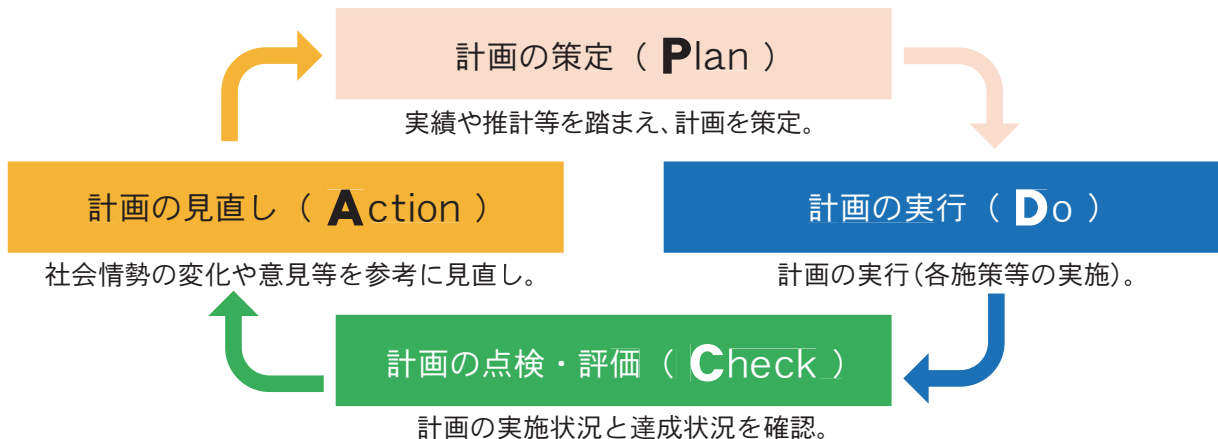 計画の策定（ Plan ）
実績や推計等を踏まえ、計画を策定。
計画の見直し（ Action ）
社会情勢の変化や意見等を参考に見直し。
計画の実行（ Do ）
計画の実行（各施策等の実施）。
計画の点検・評価（ Check ）
計画の実施状況と達成状況を確認。